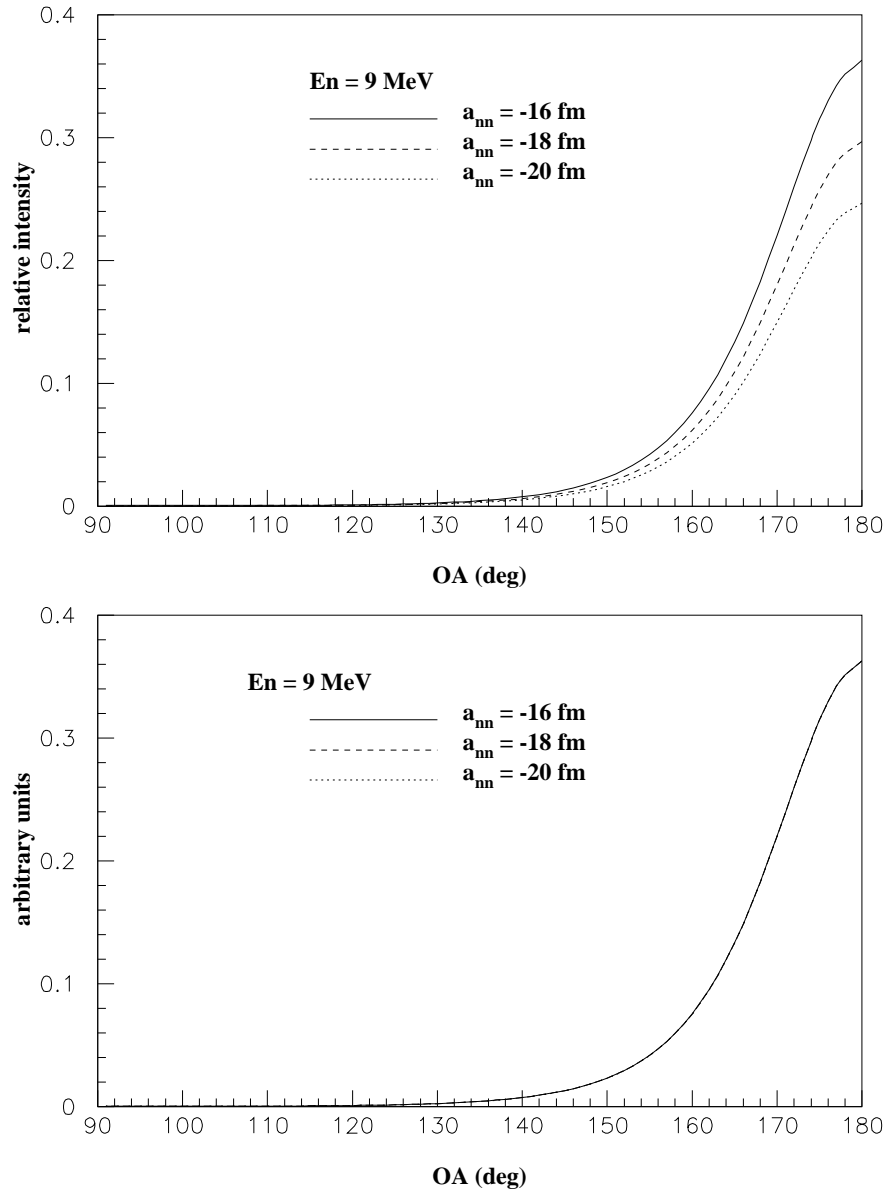 0.4
En = 9 MeV
a_nn = -16 fm
a_nn = -18 fm
a_nn = -20 fm
0.3
relative intensity
0.2
0.1
0
90 100 110 120 130 140 150 160 170 180
OA (deg)
0.4
En = 9 MeV
a_nn = -16 fm
a_nn = -18 fm
a_nn = -20 fm
0.3
arbitrary units
0.2
0.1
0
90 100 110 120 130 140 150 160 170 180
OA (deg)